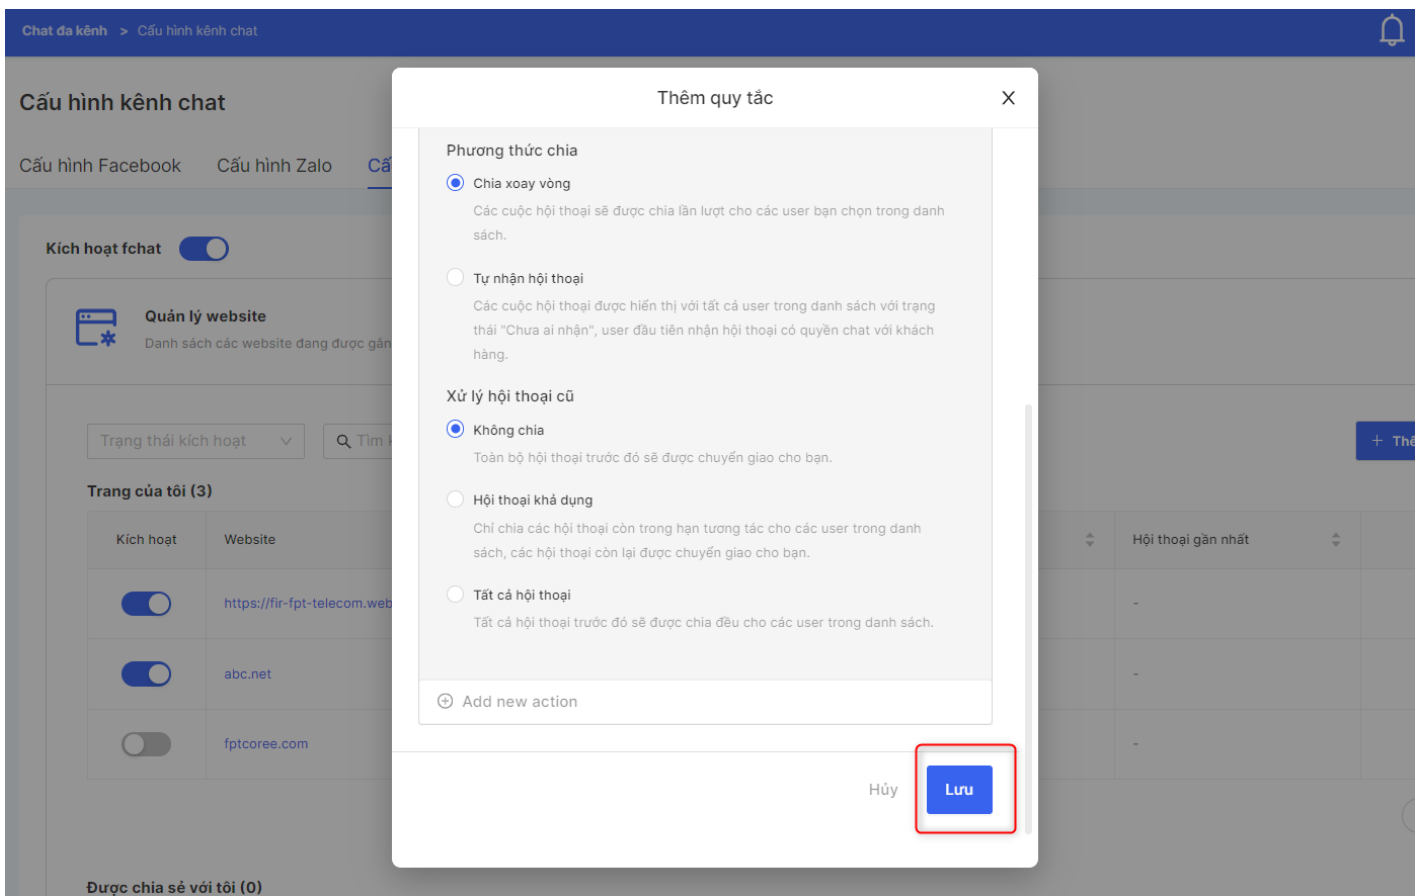 Chat đa kênh > Cấu hình kênh chat
Cấu hình kênh chat
Cấu hình Facebook Cấu hình Zalo
Kích hoạt fchat
Quản lý website
Danh sách các website đang được gắn
Trạng thái kích hoạt
Trang của tôi (3)
Kích hoạt Website Hội thoại gần nhất
https://fir-fpt-telecom.web -
abc.net -
fptcoree.com -
Được chia sẻ với tôi (0)
Thêm quy tắc X
Phương thức chia
Chia xoay vòng
Các cuộc hội thoại sẽ được chia lần lượt cho các user bạn chọn trong danh
sách.
Tự nhận hội thoại
Các cuộc hội thoại được hiển thị với tất cả user trong danh sách với trạng
thái "Chưa ai nhận", user đầu tiên nhận hội thoại có quyền chat với khách
hàng.
Xử lý hội thoại cũ
Không chia
Toàn bộ hội thoại trước đó sẽ được chuyển giao cho bạn.
Hội thoại khả dụng
Chỉ chia các hội thoại còn trong hạn tương tác cho các user trong danh
sách, các hội thoại còn lại được chuyển giao cho bạn.
Tất cả hội thoại
Tất cả hội thoại trước đó sẽ được chia đều cho các user trong danh sách.
Add new action
Hủy Lưu